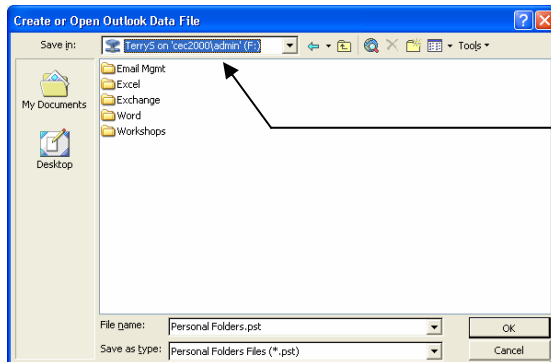 Create or Open Outlook Data File
Save in: TerryS on 'cec2000\admin' (F:) Tools
Email Mgmt
Excel
Exchange
Word
Workshops
My Documents
Desktop
File name: Personal Folders.pst OK
Save as type: Personal Folders Files (*.pst) Cancel